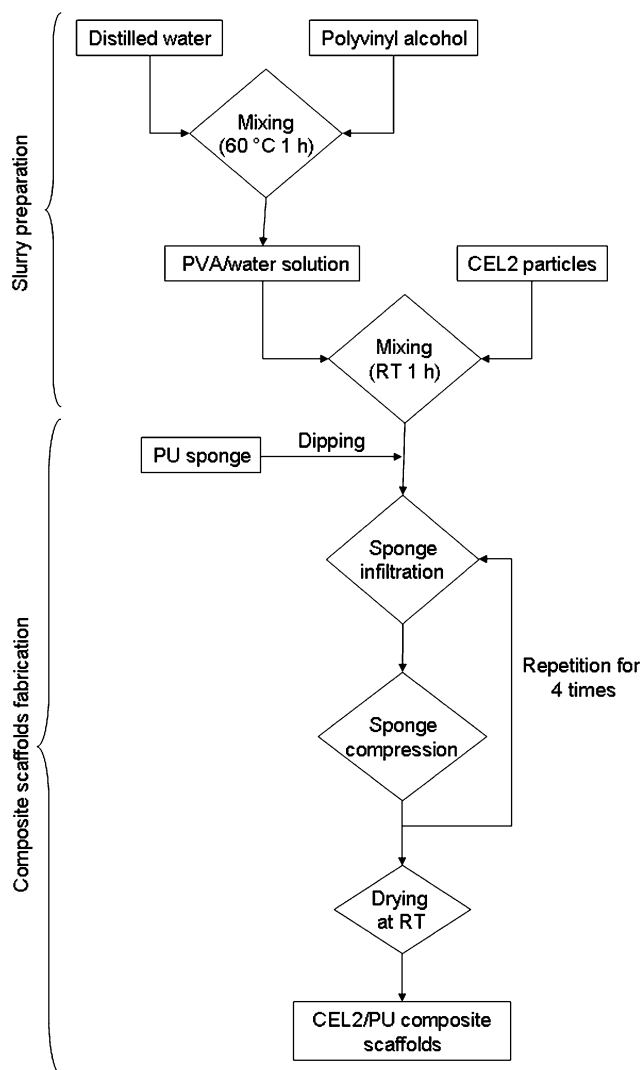 Distilled water
Polyvinyl alcohol
Mixing
(60 °C 1 h)
Slurry preparation
PVA/water solution
CEL2 particles
Mixing
(RT 1 h)
Dipping
PU sponge
Sponge
infiltration
Repetition for
4 times
Sponge
compression
Composite scaffolds fabrication
Drying
at RT
CEL2/PU composite
scaffolds